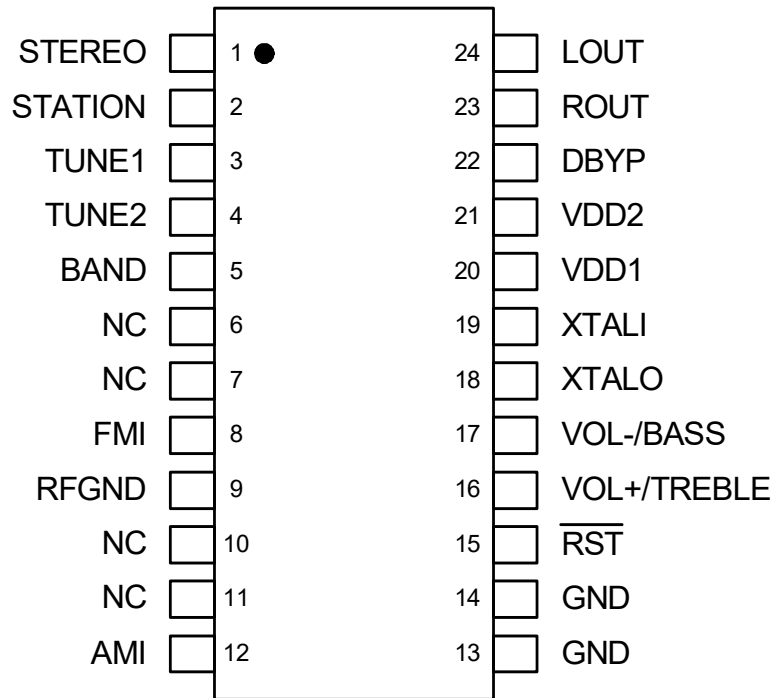 STEREO 1 24 LOUT
STATION 2 23 ROUT
TUNE1 3 22 DBYP
TUNE2 4 21 VDD2
BAND 5 20 VDD1
NC 6 19 XTALI
NC 7 18 XTALO
FMI 8 17 VOL-/BASS
RFGND 9 16 VOL+/TREBLE
NC 10 15 R̅S̅T̅
NC 11 14 GND
AMI 12 13 GND